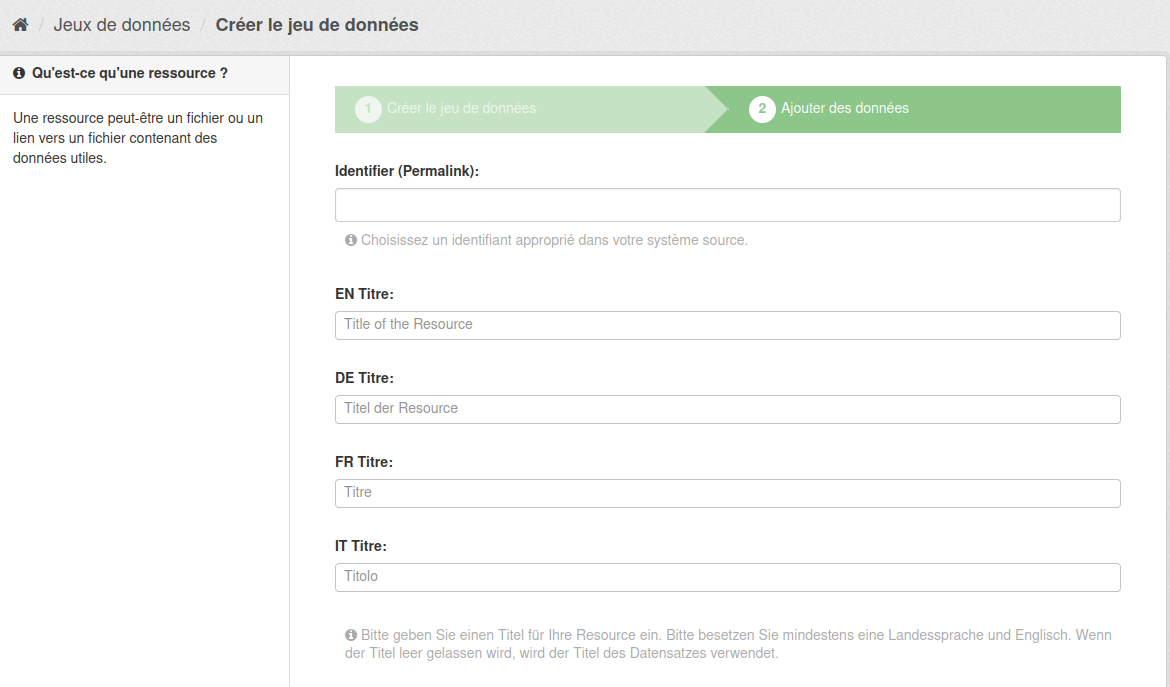 / Jeux de données / Créer le jeu de données
Qu'est-ce qu'une ressource ?
Une ressource peut-être un fichier ou un
lien vers un fichier contenant des
données utiles.
1 Créer le jeu de données
2 Ajouter des données
Identifier (Permalink):
Choisissez un identifiant approprié dans votre système source.
EN Titre:
Title of the Resource
DE Titre:
Titel der Resource
FR Titre:
Titre
IT Titre:
Titolo
Bitte geben Sie einen Titel für Ihre Resource ein. Bitte besetzen Sie mindestens eine Landessprache und Englisch. Wenn
der Titel leer gelassen wird, wird der Titel des Datensatzes verwendet.